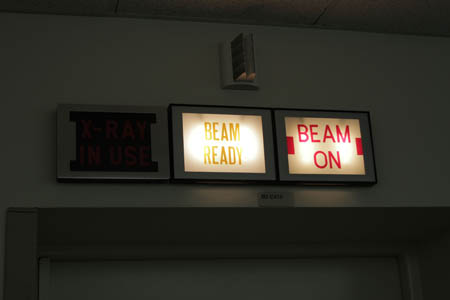 X-RAY
IN USE
BEAM
READY
BEAM
ON